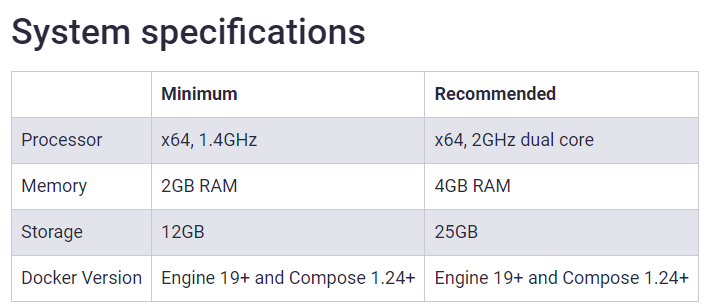 System specifications
Minimum Recommended
Processor x64, 1.4GHz x64, 2GHz dual core
Memory 2GB RAM 4GB RAM
Storage 12GB 25GB
Docker Version Engine 19+ and Compose 1.24+ Engine 19+ and Compose 1.24+